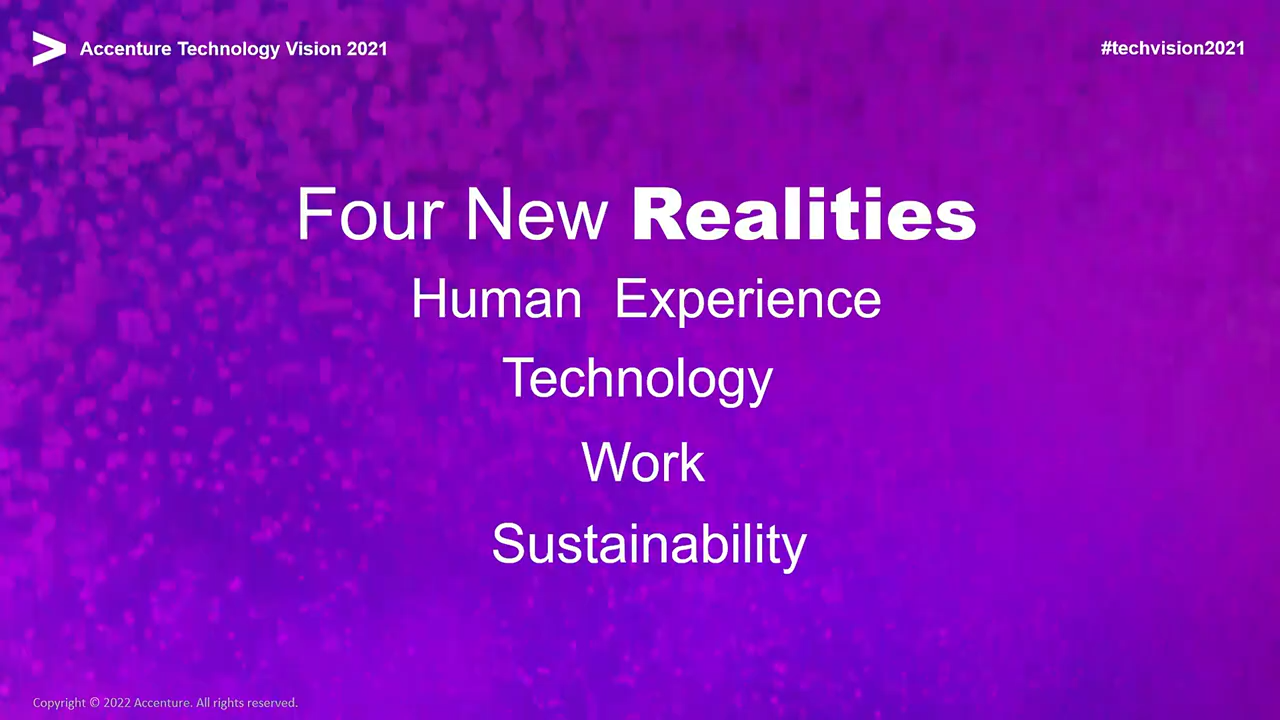 Accenture Technology Vision 2021
#techvision2021
Four New Realities
Human Experience
Technology
Work
Sustainability
Copyright © 2022 Accenture. All rights reserved.